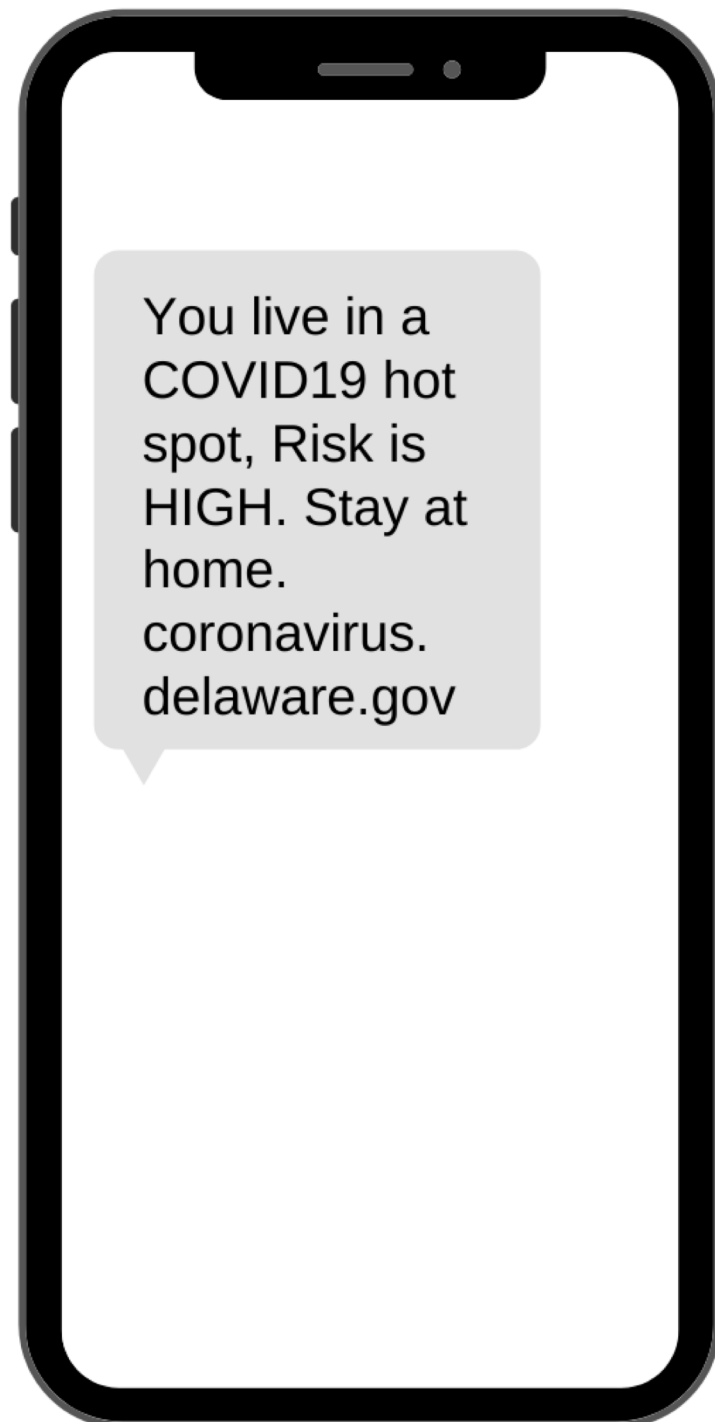 You live in a
COVID19 hot
spot, Risk is
HIGH. Stay at
home.
coronavirus.
delaware.gov